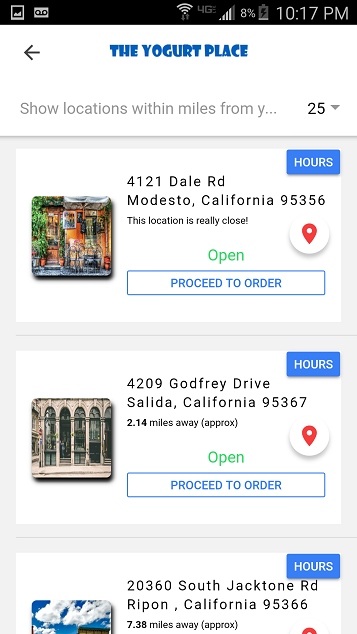 4G 8% 10:17 PM
THE YOGURT PLACE
Show locations within miles from y... 25
HOURS
4121 Dale Rd
Modesto, California 95356
This location is really close!
Open
PROCEED TO ORDER
HOURS
4209 Godfrey Drive
Salida, California 95367
2.14 miles away (approx)
Open
PROCEED TO ORDER
HOURS
20360 South Jacktone Rd
Ripon , California 95366
7.38 miles away (approx)